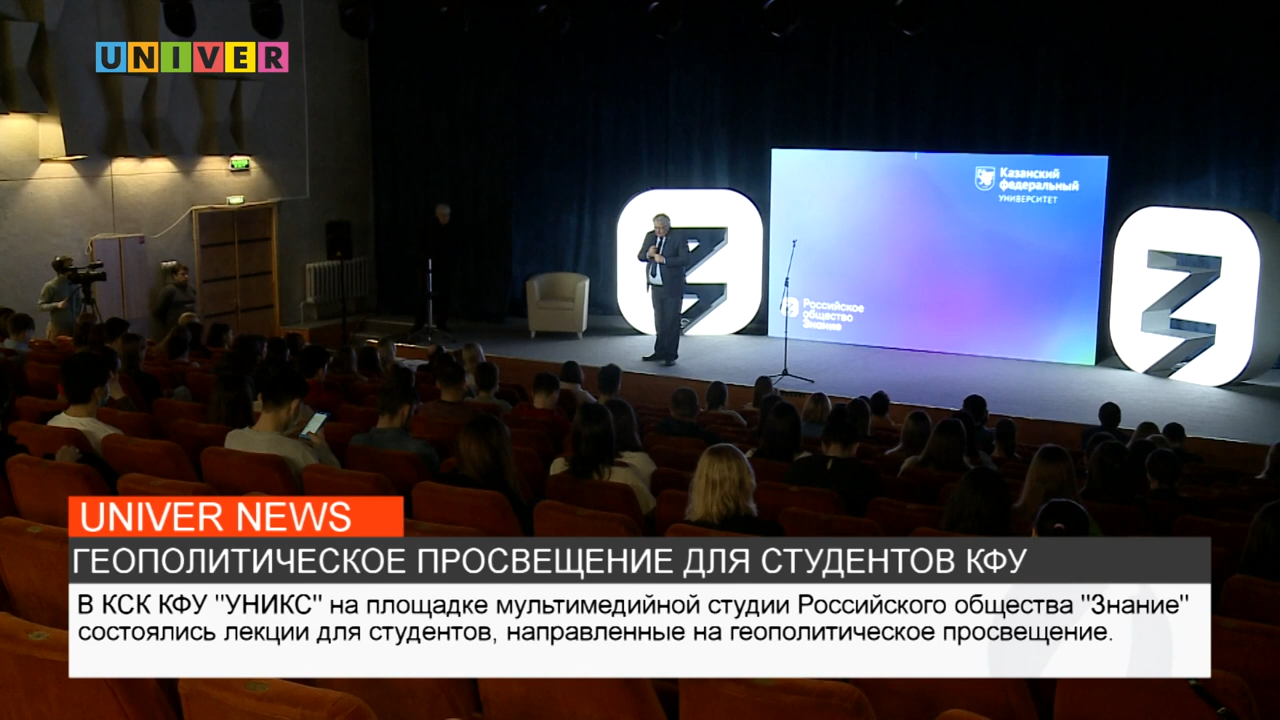 UNIVER
Казанский
федеральный
УНИВЕРСИТЕТ
Российское
общество
Знание
UNIVER NEWS
ГЕОПОЛИТИЧЕСКОЕ ПРОСВЕЩЕНИЕ ДЛЯ СТУДЕНТОВ КФУ
В КСК КФУ "УНИКС" на площадке мультимедийной студии Российского общества "Знание"
состоялись лекции для студентов, направленные на геополитическое просвещение.